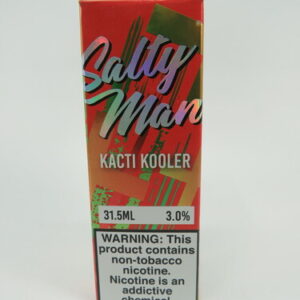 Salty
Man
KACTI KOOLER
31.5ML 3.0%
WARNING: This
product contains
non-tobacco
nicotine.
Nicotine is an
addictive
chemical